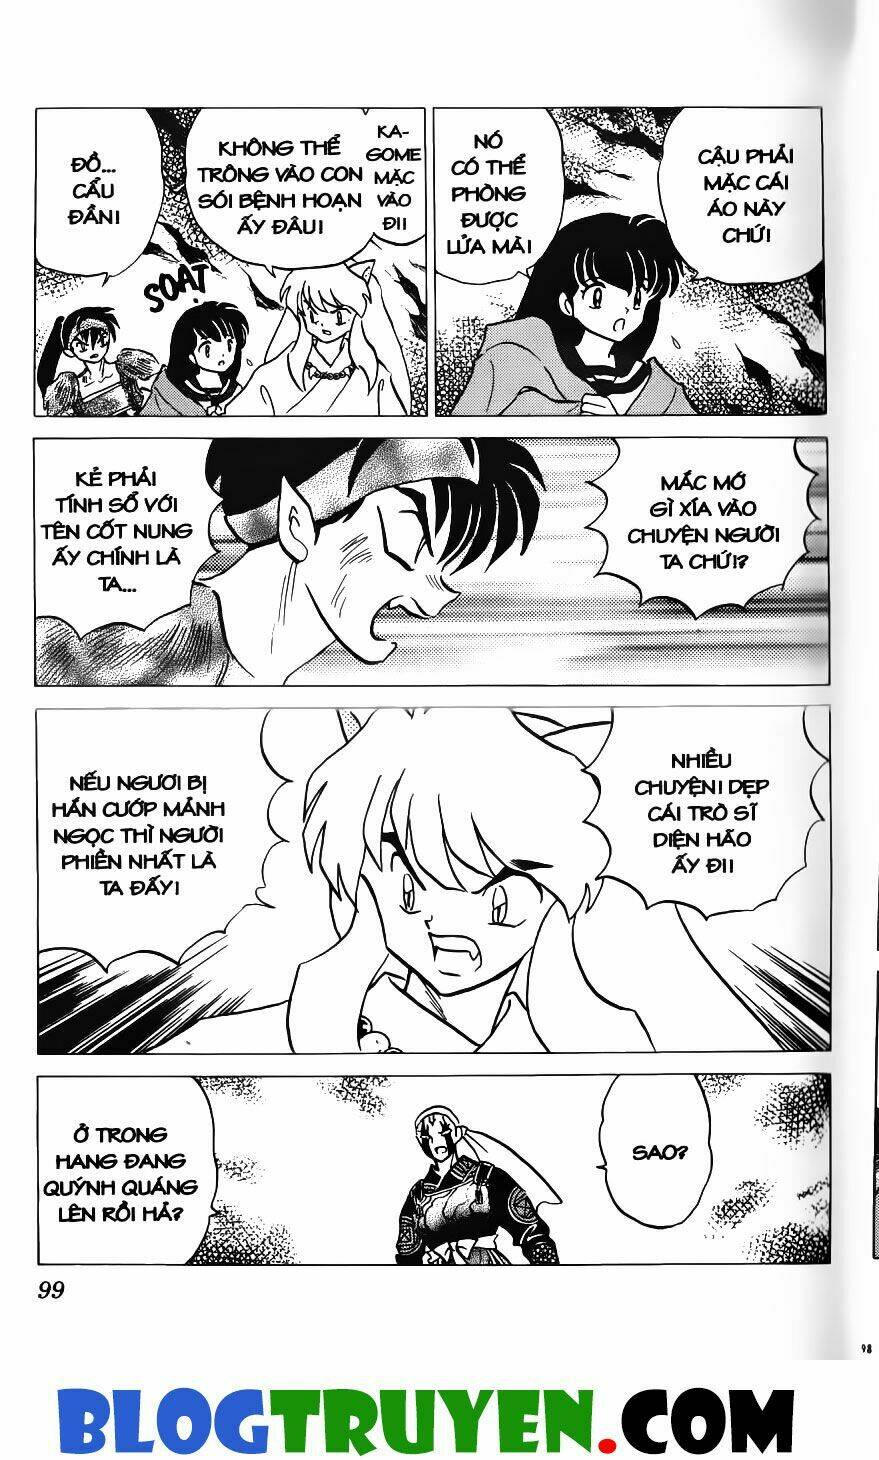 CẬU PHẢI
MẶC CÁI
ÁO NÀY
CHỨ!
NÓ
CÓ THỂ
PHÒNG
ĐƯỢC
LỬA MÀ!
KA-
GOME
MẶC
VÀO
ĐI!
KHÔNG THỂ
TRÔNG VÀO CON
SÓI BỆNH HOẠN
ẤY ĐÂU!
SOẠT
ĐỒ...
CẨU
ĐẦN!
MẮC MỚ
GÌ XÍA VÀO
CHUYỆN NGƯỜI
TA CHỨ!?
KẺ PHẢI
TÍNH SỔ VỚI
TÊN CỐT NUNG
ẤY CHÍNH LÀ
TA...
NHIỀU
CHUYỆN! DẸP
CÁI TRÒ SĨ
DIỆN HÃO
ẤY ĐI!
NẾU NGƯƠI BỊ
HẮN CƯỚP MẢNH
NGỌC THÌ NGƯỜI
PHIỀN NHẤT LÀ
TA ĐẤY!
SAO?
Ở TRONG
HANG ĐANG
QUÝNH QUÁNG
LÊN RỒI HẢ?
99
98
BLOGTRUYEN.COM